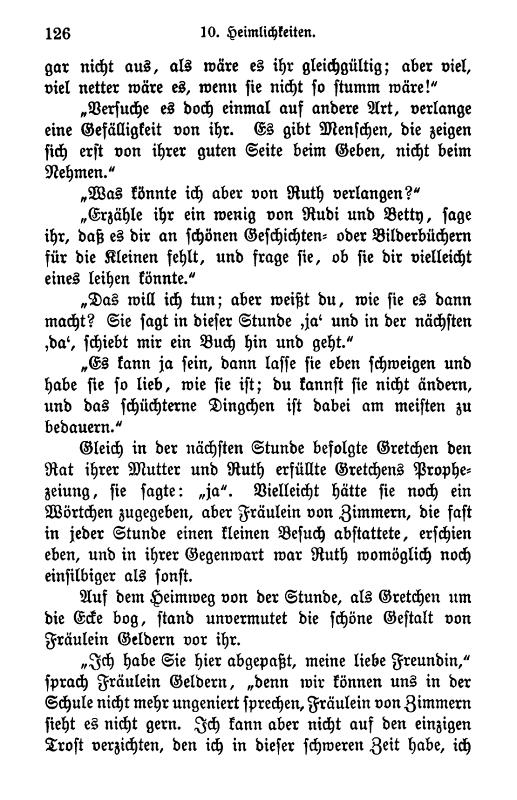 126 10. Heimlichkeiten.
gar nicht aus, als wäre es ihr gleichgültig; aber viel,
viel netter wäre es, wenn sie nicht so stumm wäre!“
„Versuche es doch einmal auf andere Art, verlange
eine Gefälligkeit von ihr. Es gibt Menschen, die zeigen
sich erst von ihrer guten Seite beim Geben, nicht beim
Nehmen.“
„Was könnte ich aber von Ruth verlangen?“
„Erzähle ihr ein wenig von Rudi und Betty, sage
ihr, daß es dir an schönen Geschichten- oder Bilderbüchern
für die Kleinen fehlt, und frage sie, ob sie dir vielleicht
eines leihen könnte.“
„Das will ich tun; aber weißt du, wie sie es dann
macht? Sie sagt in dieser Stunde ‚ja‘ und in der nächsten
‚da‘, schiebt mir ein Buch hin und geht.“
„Es kann ja sein, dann lasse sie eben schweigen und
habe sie so lieb, wie sie ist; du kannst sie nicht ändern,
und das schüchterne Dingchen ist dabei am meisten zu
bedauern.“
Gleich in der nächsten Stunde befolgte Gretchen den
Rat ihrer Mutter und Ruth erfüllte Gretchens Prophe-
zeiung, sie sagte: „ja“. Vielleicht hätte sie noch ein
Wörtchen zugegeben, aber Fräulein von Zimmern, die fast
in jeder Stunde einen kleinen Besuch abstattete, erschien
eben, und in ihrer Gegenwart war Ruth womöglich noch
einsilbiger als sonst.
Auf dem Heimweg von der Stunde, als Gretchen um
die Ecke bog, stand unvermutet die schöne Gestalt von
Fräulein Geldern vor ihr.
„Ich habe Sie hier abgepaßt, meine liebe Freundin,“
sprach Fräulein Geldern, „denn wir können uns in der
Schule nicht mehr ungeniert sprechen, Fräulein von Zimmern
sieht es nicht gern. Ich kann aber nicht auf den einzigen
Trost verzichten, den ich in dieser schweren Zeit habe, ich